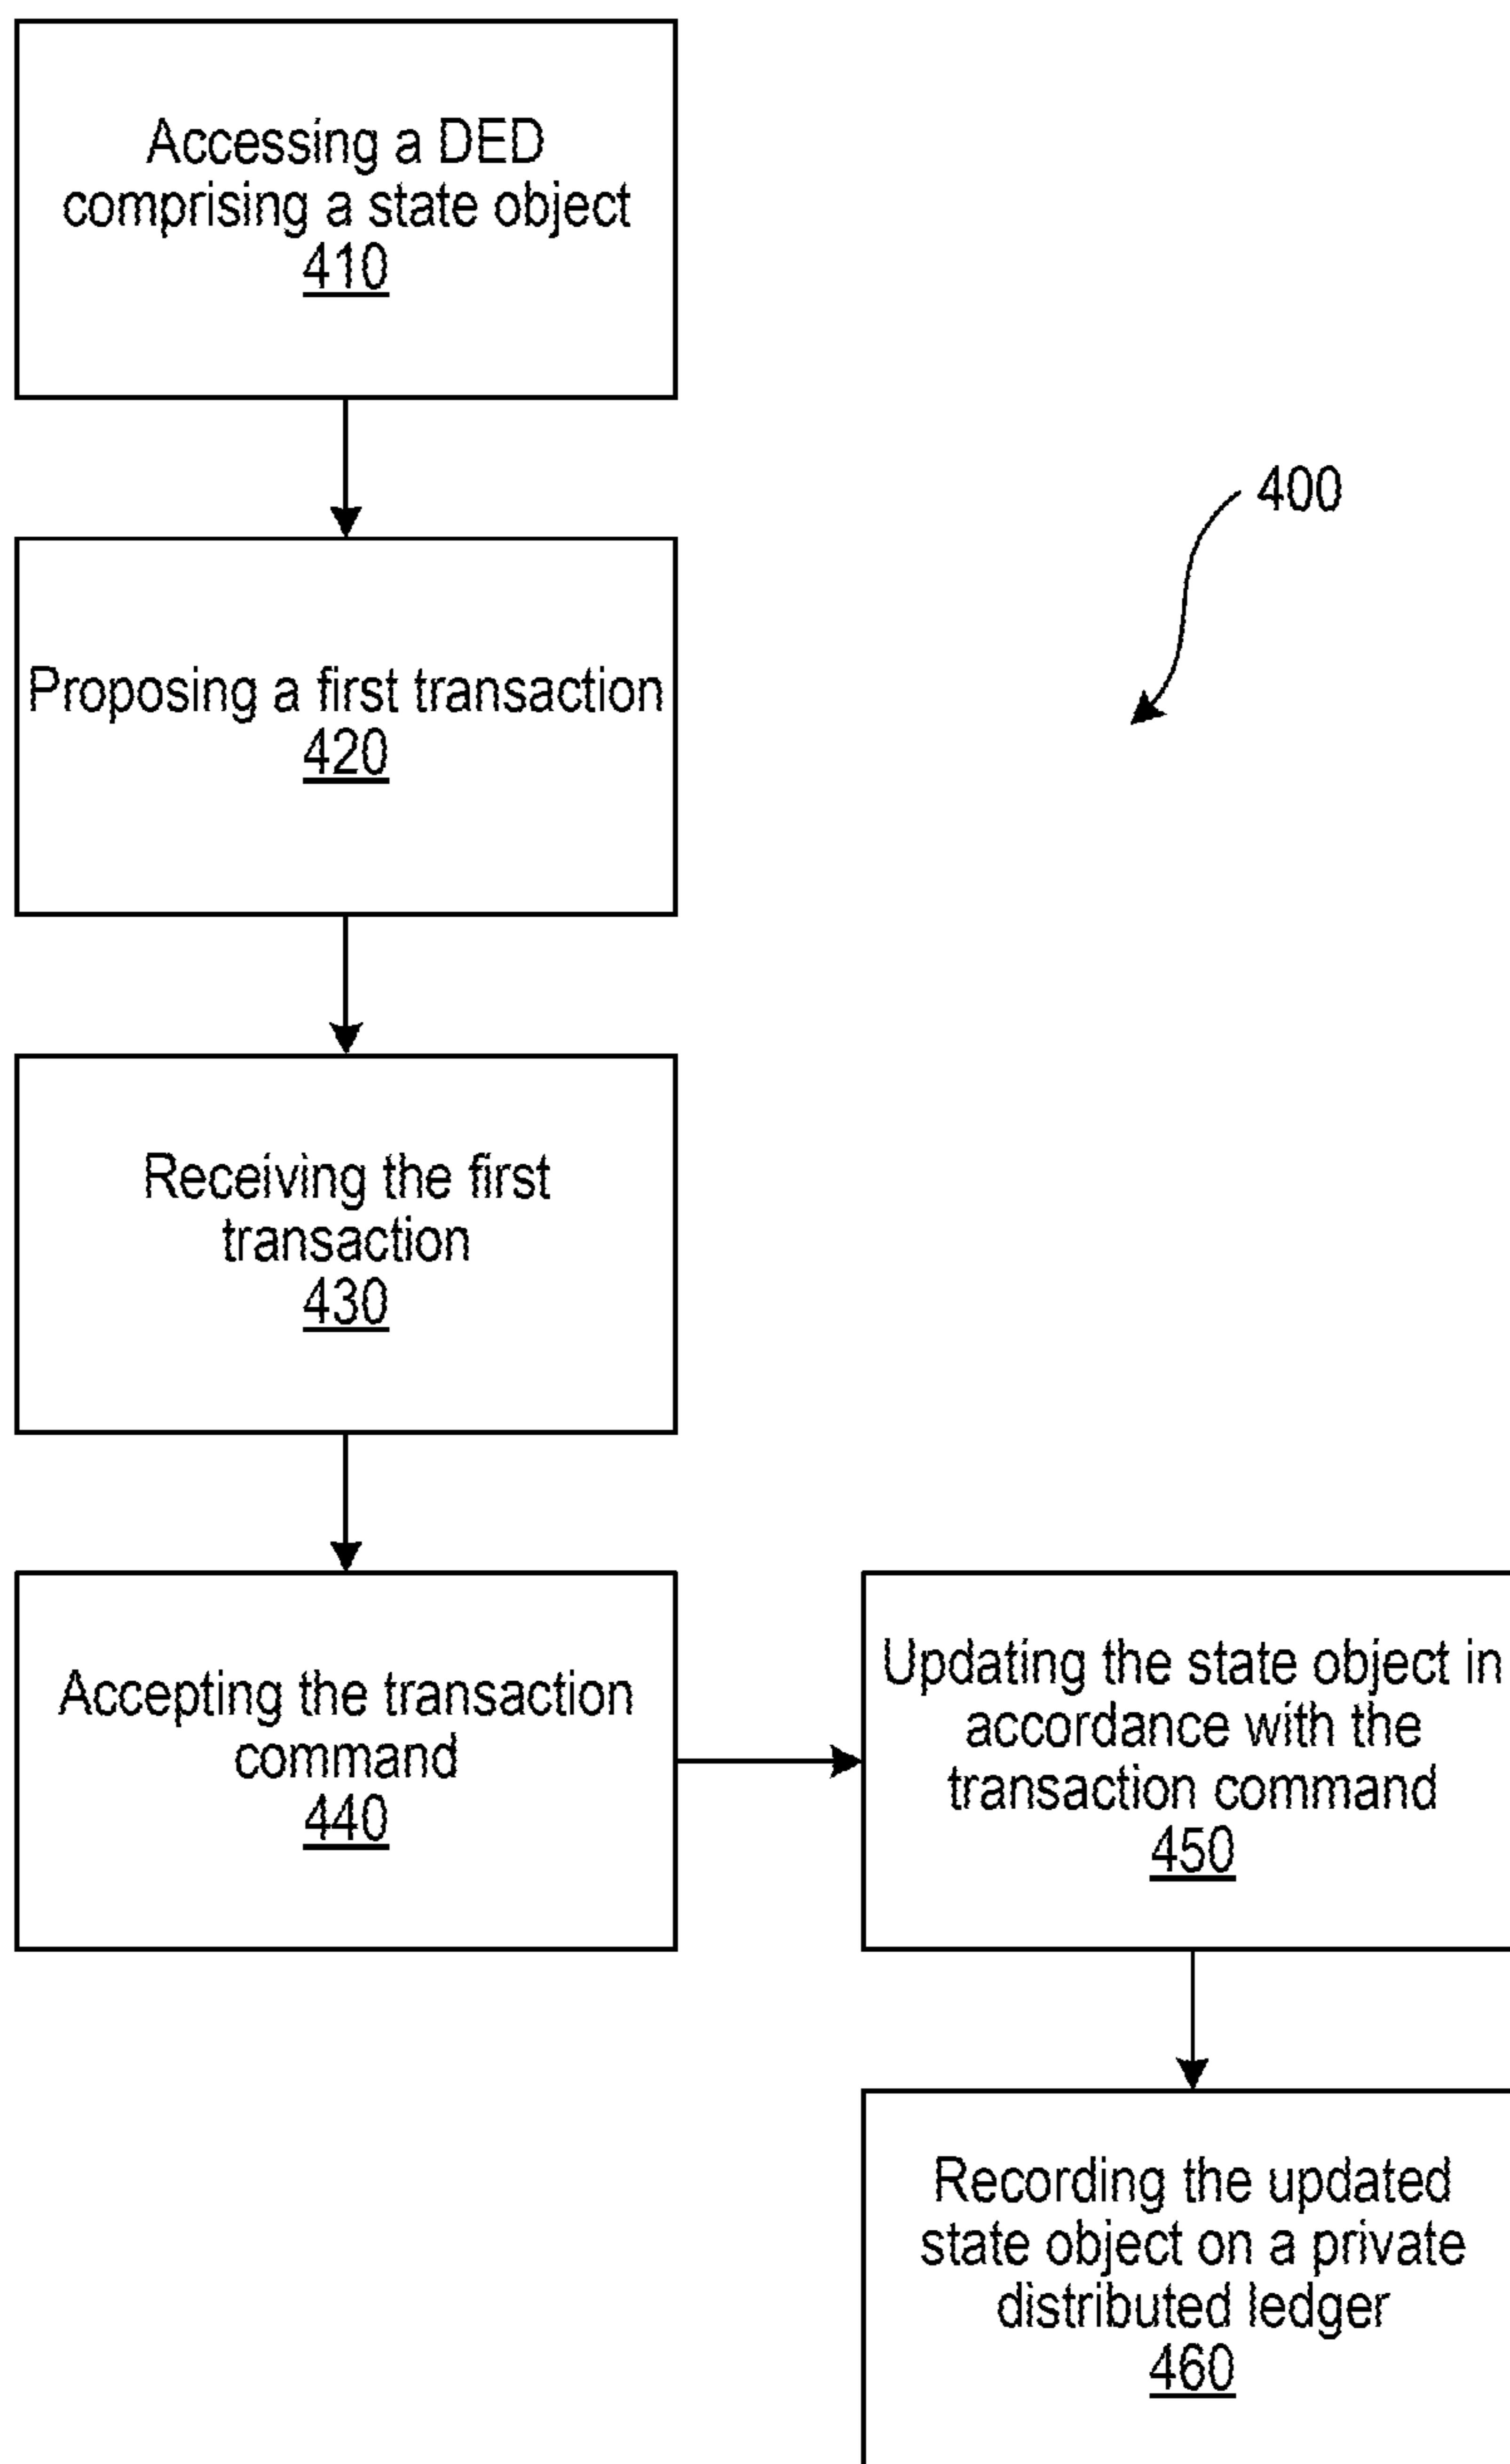 Accessing a DED
comprising a state object
410
400
Proposing a first transaction
420
Receiving the first
transaction
430
Accepting the transaction
command
440
Updating the state object in
accordance with the
transaction command
450
Recording the updated
state object on a private
distributed ledger
460